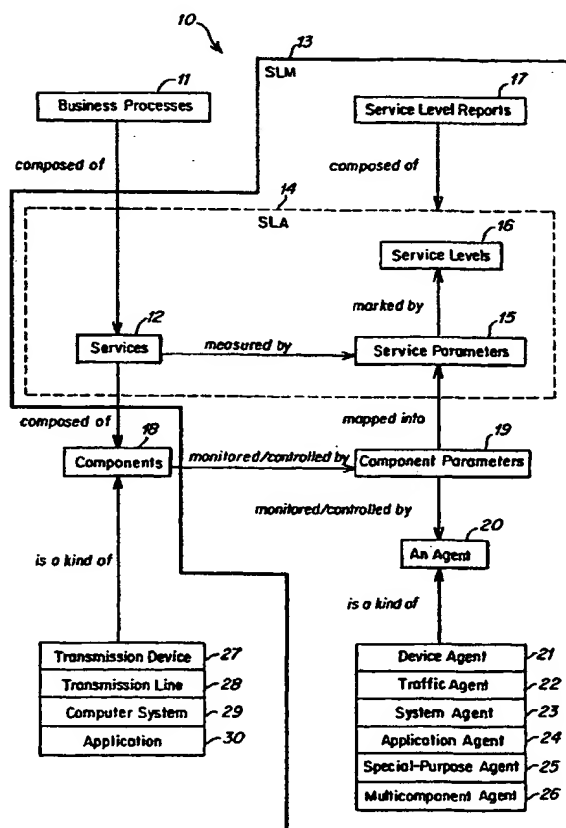 10
13
SLM
11
17
Business Processes
Service Level Reports
composed of
composed of
14
SLA
16
Service Levels
marked by
12
15
Services
measured by
Service Parameters
composed of
mapped into
18
19
Components
monitored/controlled by
Component Parameters
monitored/controlled by
20
An Agent
is a kind of
is a kind of
Transmission Device 27
Transmission Line 28
Computer System 29
Application 30
Device Agent 21
Traffic Agent 22
System Agent 23
Application Agent 24
Special-Purpose Agent 25
Multicomponent Agent 26